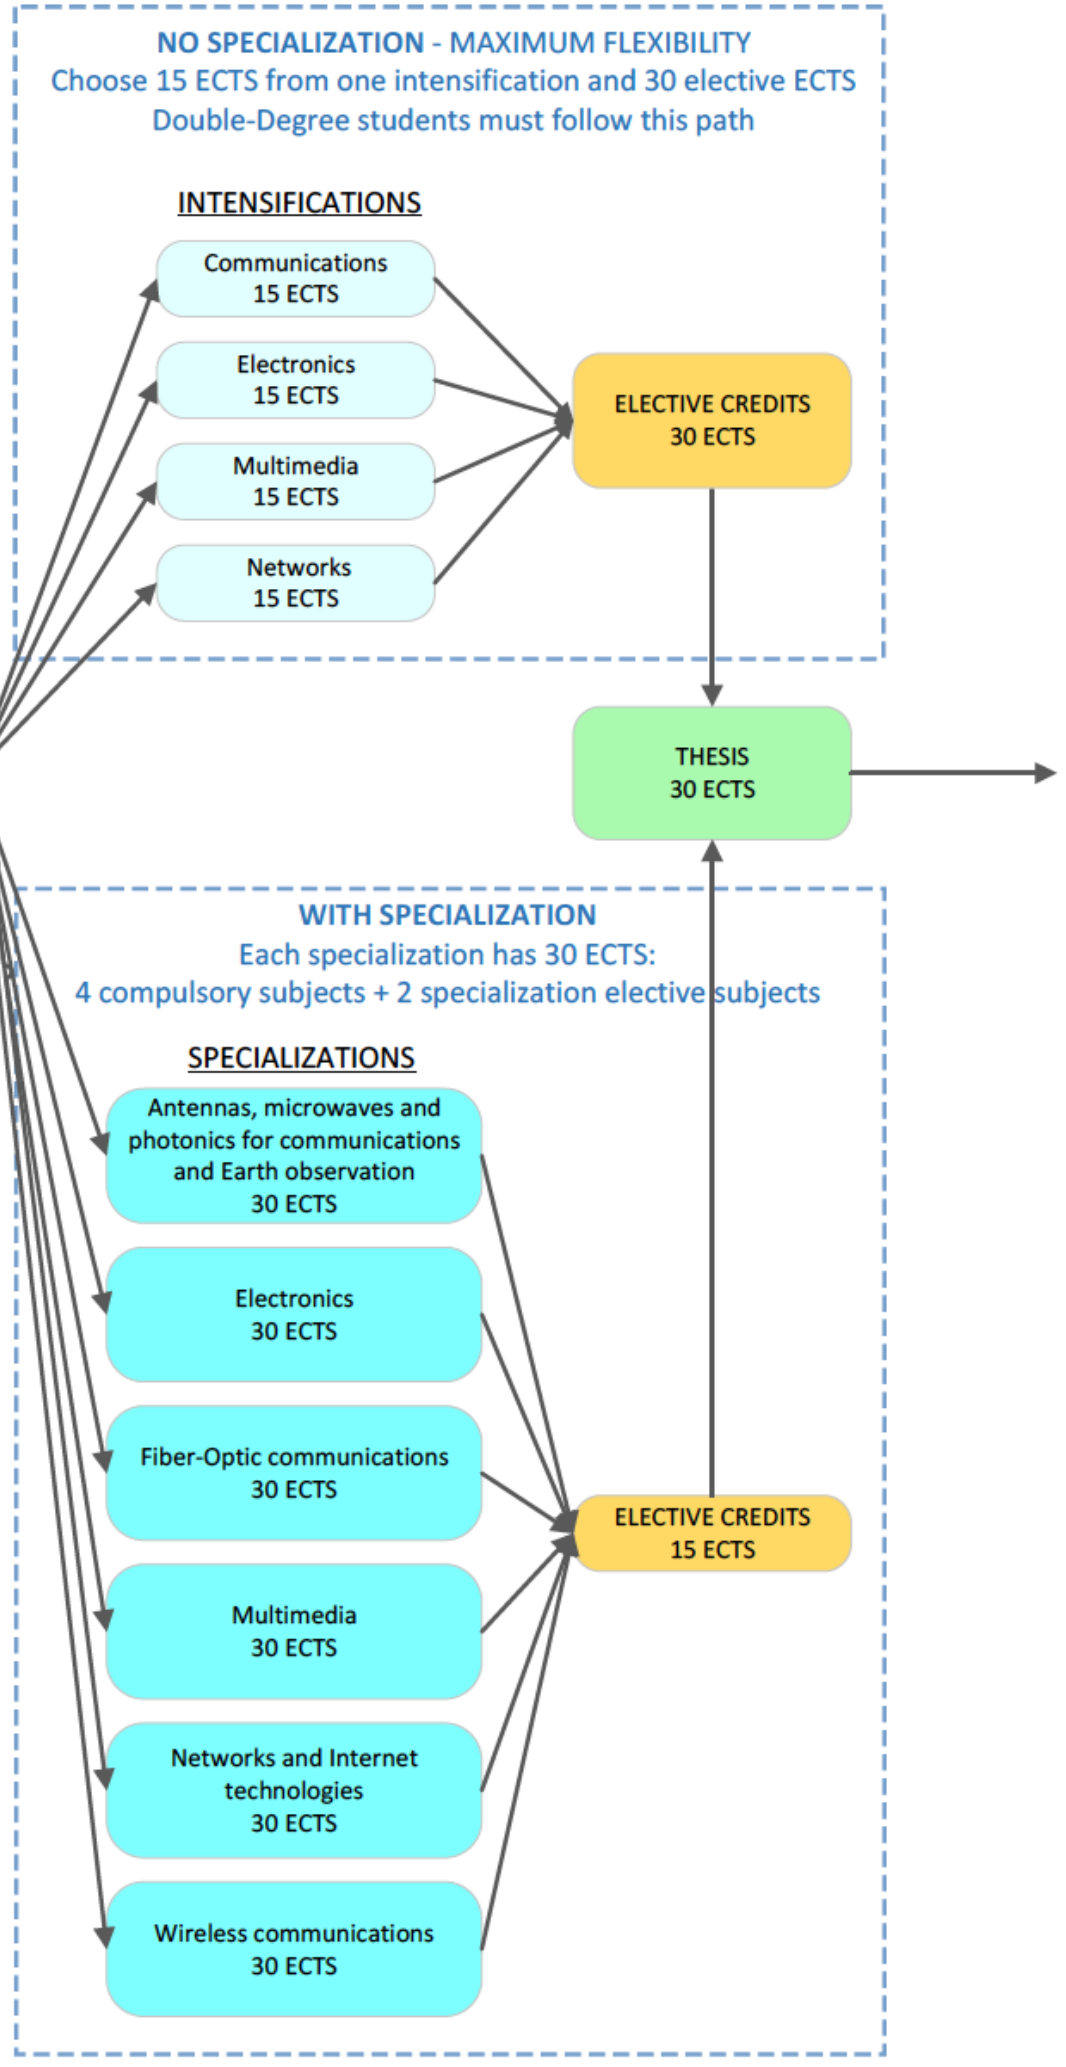 NO SPECIALIZATION - MAXIMUM FLEXIBILITY
Choose 15 ECTS from one intensification and 30 elective ECTS
Double-Degree students must follow this path
INTENSIFICATIONS
Communications
15 ECTS
Electronics
15 ECTS
Multimedia
15 ECTS
Networks
15 ECTS
ELECTIVE CREDITS
30 ECTS
THESIS
30 ECTS
WITH SPECIALIZATION
Each specialization has 30 ECTS:
4 compulsory subjects + 2 specialization elective subjects
SPECIALIZATIONS
Antennas, microwaves and
photonics for communications
and Earth observation
30 ECTS
Electronics
30 ECTS
Fiber-Optic communications
30 ECTS
Multimedia
30 ECTS
Networks and Internet
technologies
30 ECTS
Wireless communications
30 ECTS
ELECTIVE CREDITS
15 ECTS